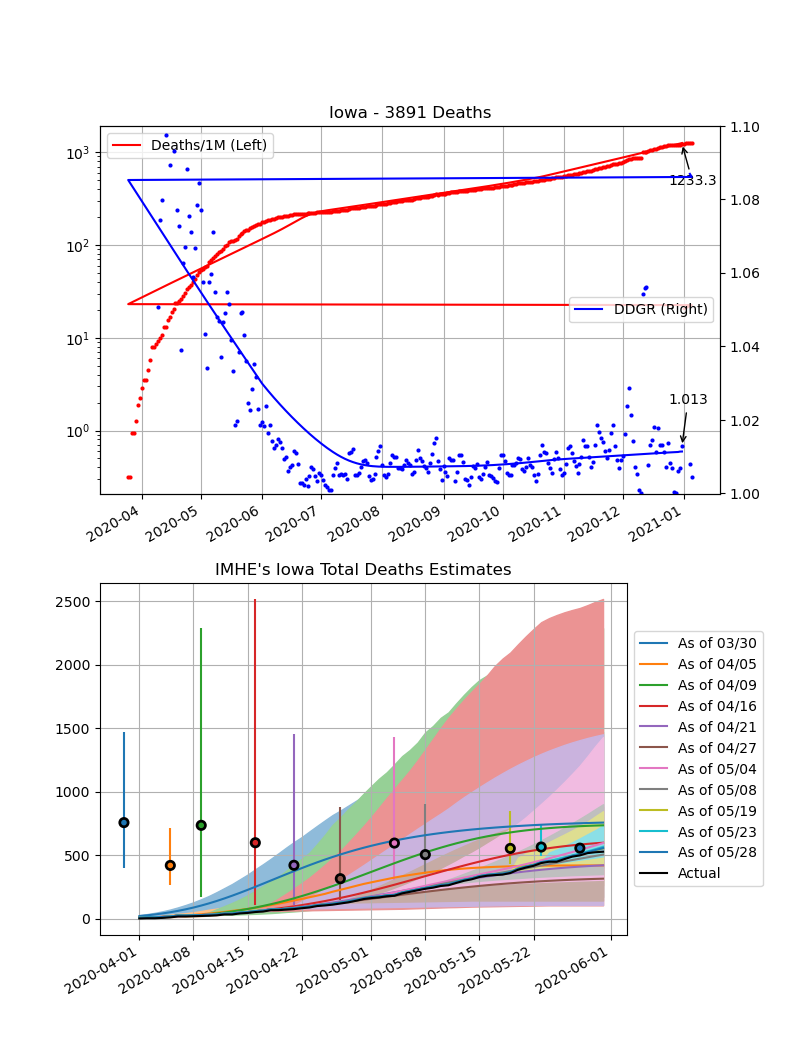 Iowa - 3891 Deaths
Deaths/1M (Left)
DDGR (Right)
1233.3
1.013
10³
10²
10¹
10⁰
1.10
1.08
1.06
1.04
1.02
1.00
2020-04
2020-05
2020-06
2020-07
2020-08
2020-09
2020-10
2020-11
2020-12
2021-01
IMHE's Iowa Total Deaths Estimates
2500
2000
1500
1000
500
0
2020-04-01
2020-04-08
2020-04-15
2020-04-22
2020-05-01
2020-05-08
2020-05-15
2020-05-22
2020-06-01
As of 03/30
As of 04/05
As of 04/09
As of 04/16
As of 04/21
As of 04/27
As of 05/04
As of 05/08
As of 05/19
As of 05/23
As of 05/28
Actual